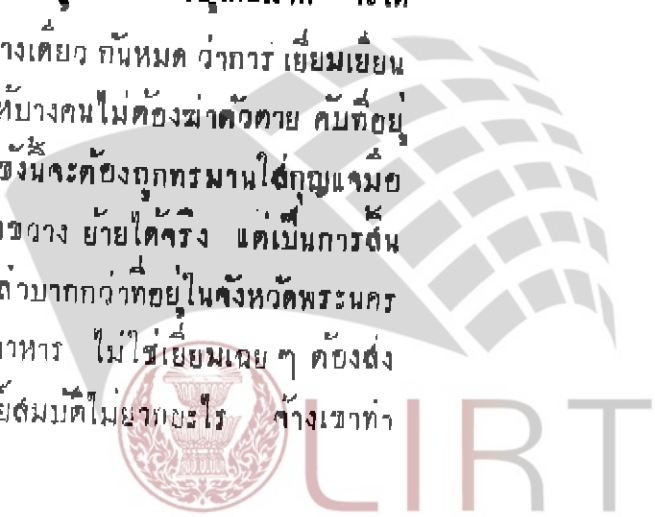 างเดียว กันหมด ว่าการ เยี่ยมเยียน
ห้บางคนไม่ต้องฆ่าตัวตาย คับที่อยู่
ขังนี้จะต้องถูกทรมานใส่กุญแจมือ
ขวาง ย้ายได้จริง แต่เป็นการสิ้น
ลำบากกว่าที่อยู่ในจังหวัดพระนคร
าหาร ไม่ใช่เยี่ยมเฉย ๆ ต้องส่ง
ย์สมบัติไม่ยากอะไร จ้างเขาทำ
LIRT